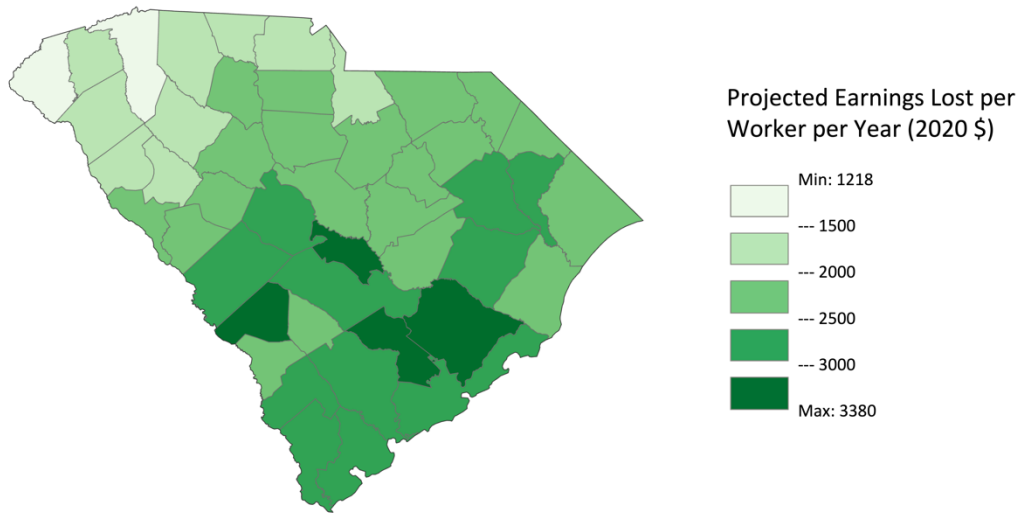 Projected Earnings Lost per
Worker per Year (2020 $)
Min: 1218
--- 1500
--- 2000
--- 2500
--- 3000
Max: 3380